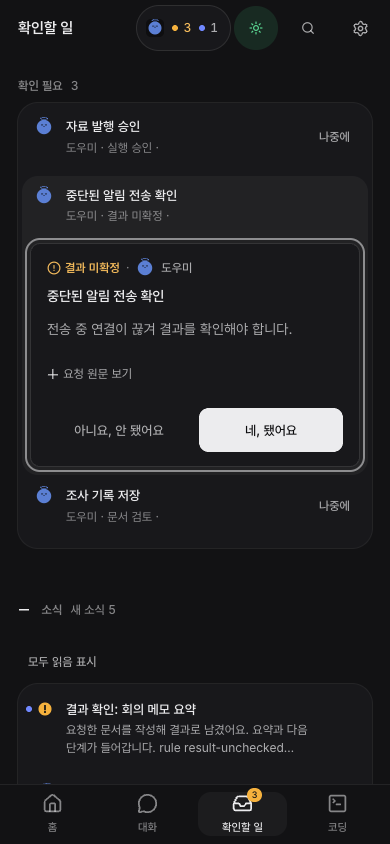 확인할 일
3
1
확인 필요 3
자료 발행 승인
도우미 · 실행 승인 ·
나중에
중단된 알림 전송 확인
도우미 · 결과 미확정 ·
결과 미확정 · 도우미
중단된 알림 전송 확인
전송 중 연결이 끊겨 결과를 확인해야 합니다.
요청 원문 보기
아니요, 안 됐어요
네, 됐어요
조사 기록 저장
도우미 · 문서 검토 ·
나중에
소식 새 소식 5
모두 읽음 표시
결과 확인: 회의 메모 요약
요청한 문서를 작성해 결과로 남겼어요. 요약과 다음
단계가 들어갑니다. rule result-unchecked...
3
홈
대화
확인할 일
코딩